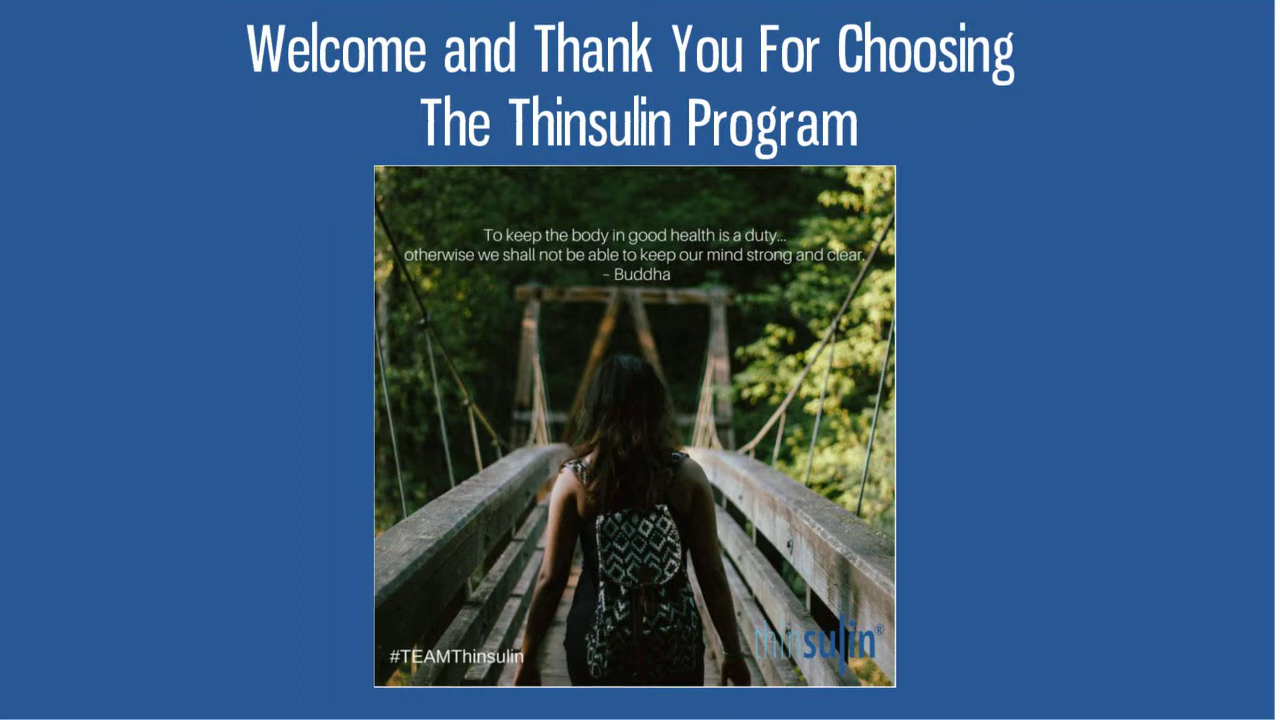 Welcome and Thank You For Choosing
The Thinsulin Program
To keep the body in good health is a duty...
otherwise we shall not be able to keep our mind strong and clear.
– Buddha
thinsulin®
#TEAMThinsulin